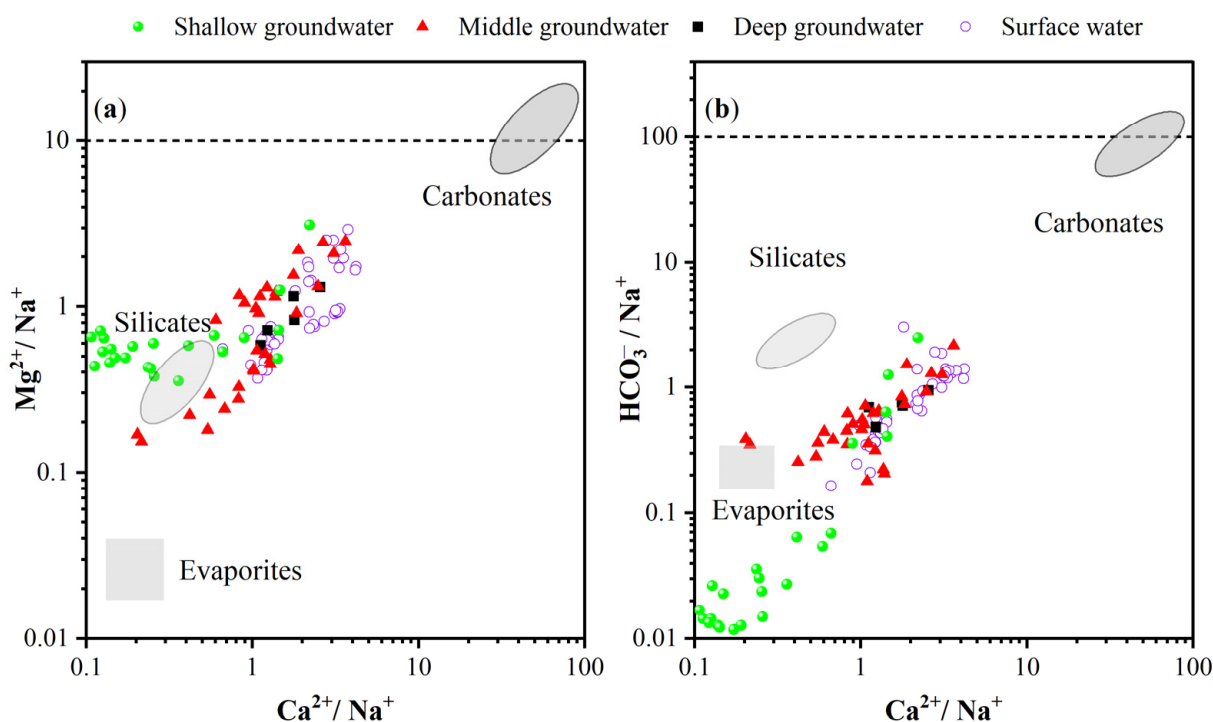 Shallow groundwater Middle groundwater Deep groundwater Surface water
(a)
10
1
0.1
0.01
Mg²⁺/ Na⁺
Carbonates
Silicates
Evaporites
0.1 1 10 100
Ca²⁺/ Na⁺
(b)
100
10
1
0.1
0.01
HCO₃⁻ / Na⁺
Carbonates
Silicates
Evaporites
0.1 1 10 100
Ca²⁺/ Na⁺